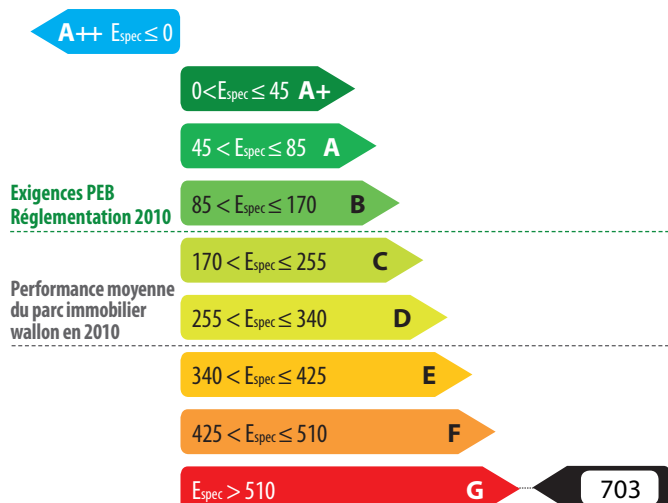 A++ Espec ≤ 0
0<Espec ≤ 45 A+
45 < Espec ≤ 85 A
Exigences PEB
Réglementation 2010
85 < Espec ≤ 170 B
170 < Espec ≤ 255 C
Performance moyenne
du parc immobilier
wallon en 2010
255 < Espec ≤ 340 D
340 < Espec ≤ 425 E
425 < Espec ≤ 510 F
Espec > 510 G 703